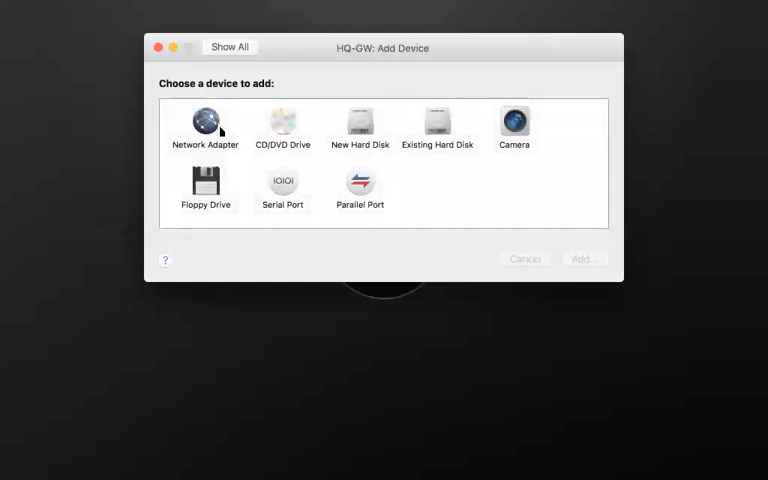 Show All
HQ-GW: Add Device
Choose a device to add:
Network Adapter
CD/DVD Drive
New Hard Disk
Existing Hard Disk
Camera
IOIOI
Floppy Drive
Serial Port
Parallel Port
?
Cancel
Add...